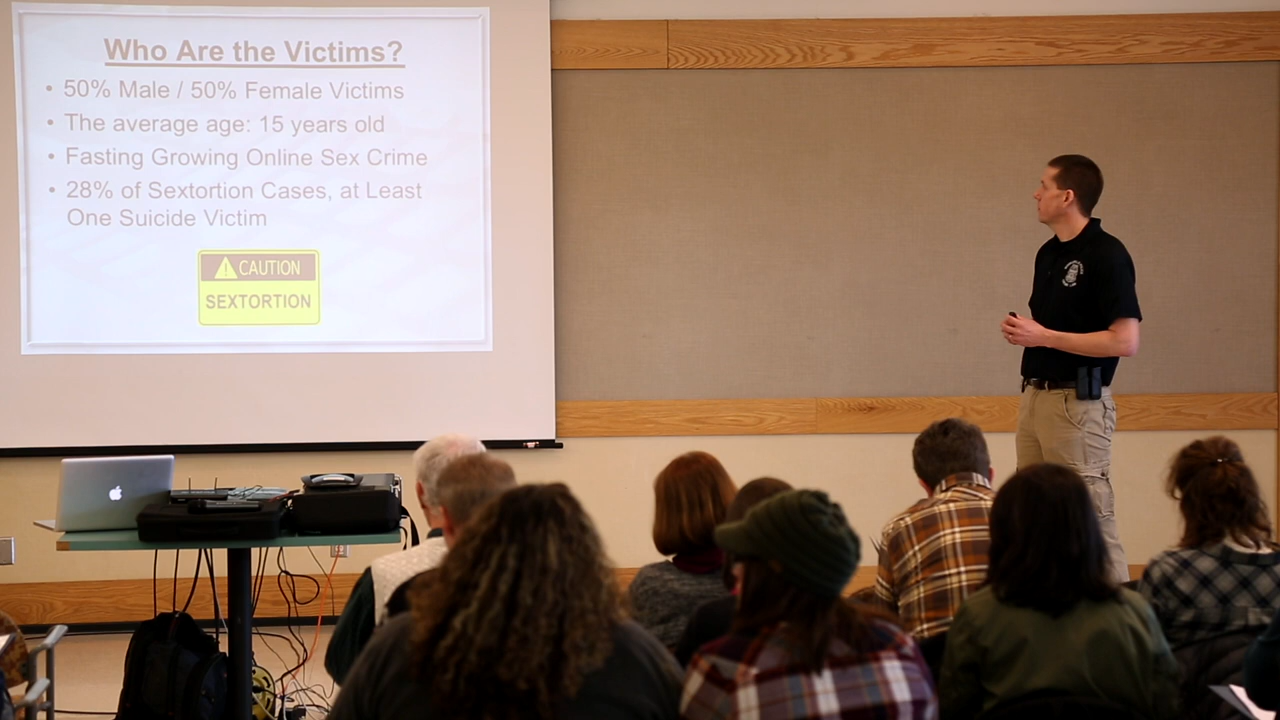 Who Are the Victims?
• 50% Male / 50% Female Victims
• The average age: 15 years old
• Fasting Growing Online Sex Crime
• 28% of Sextortion Cases, at Least
One Suicide Victim
CAUTION
SEXTORTION